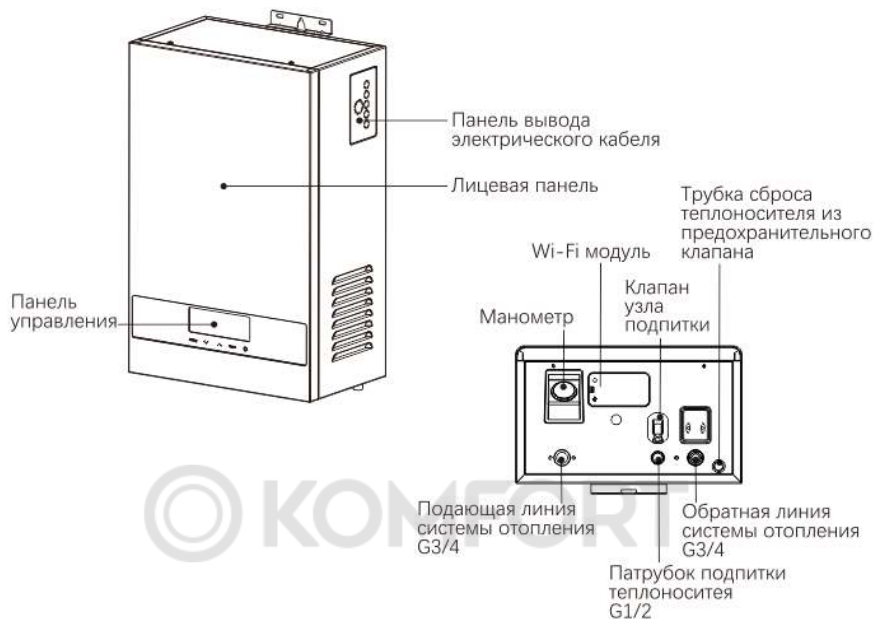 Панель вывода
электрического кабеля
Лицевая панель
Трубка сброса
теплоносителя из
предохранительного
клапана
Wi-Fi модуль
Клапан
узла
подпитки
Манометр
Панель
управления
KOMFORT
Подающая линия
системы отопления
G3/4
Обратная линия
системы отопления
G3/4
Патрубок подпитки
теплоносителя
G1/2